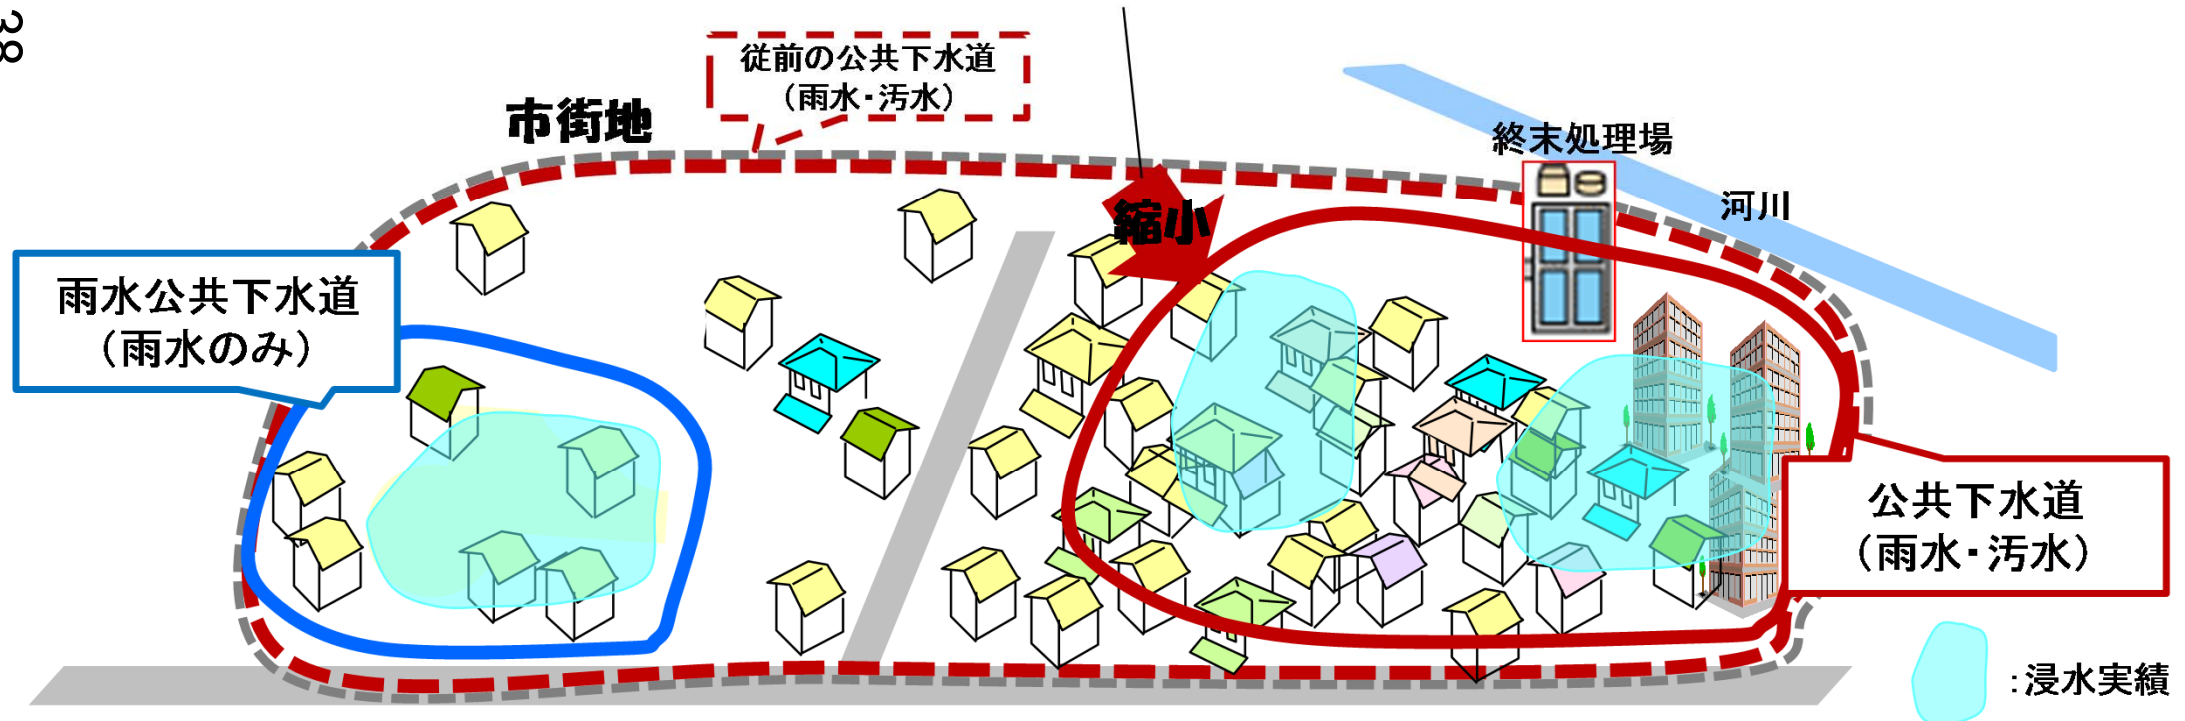 38
従前の公共下水道
（雨水・汚水）
市街地
終末処理場
河川
縮小
雨水公共下水道
（雨水のみ）
公共下水道
（雨水・汚水）
：浸水実績